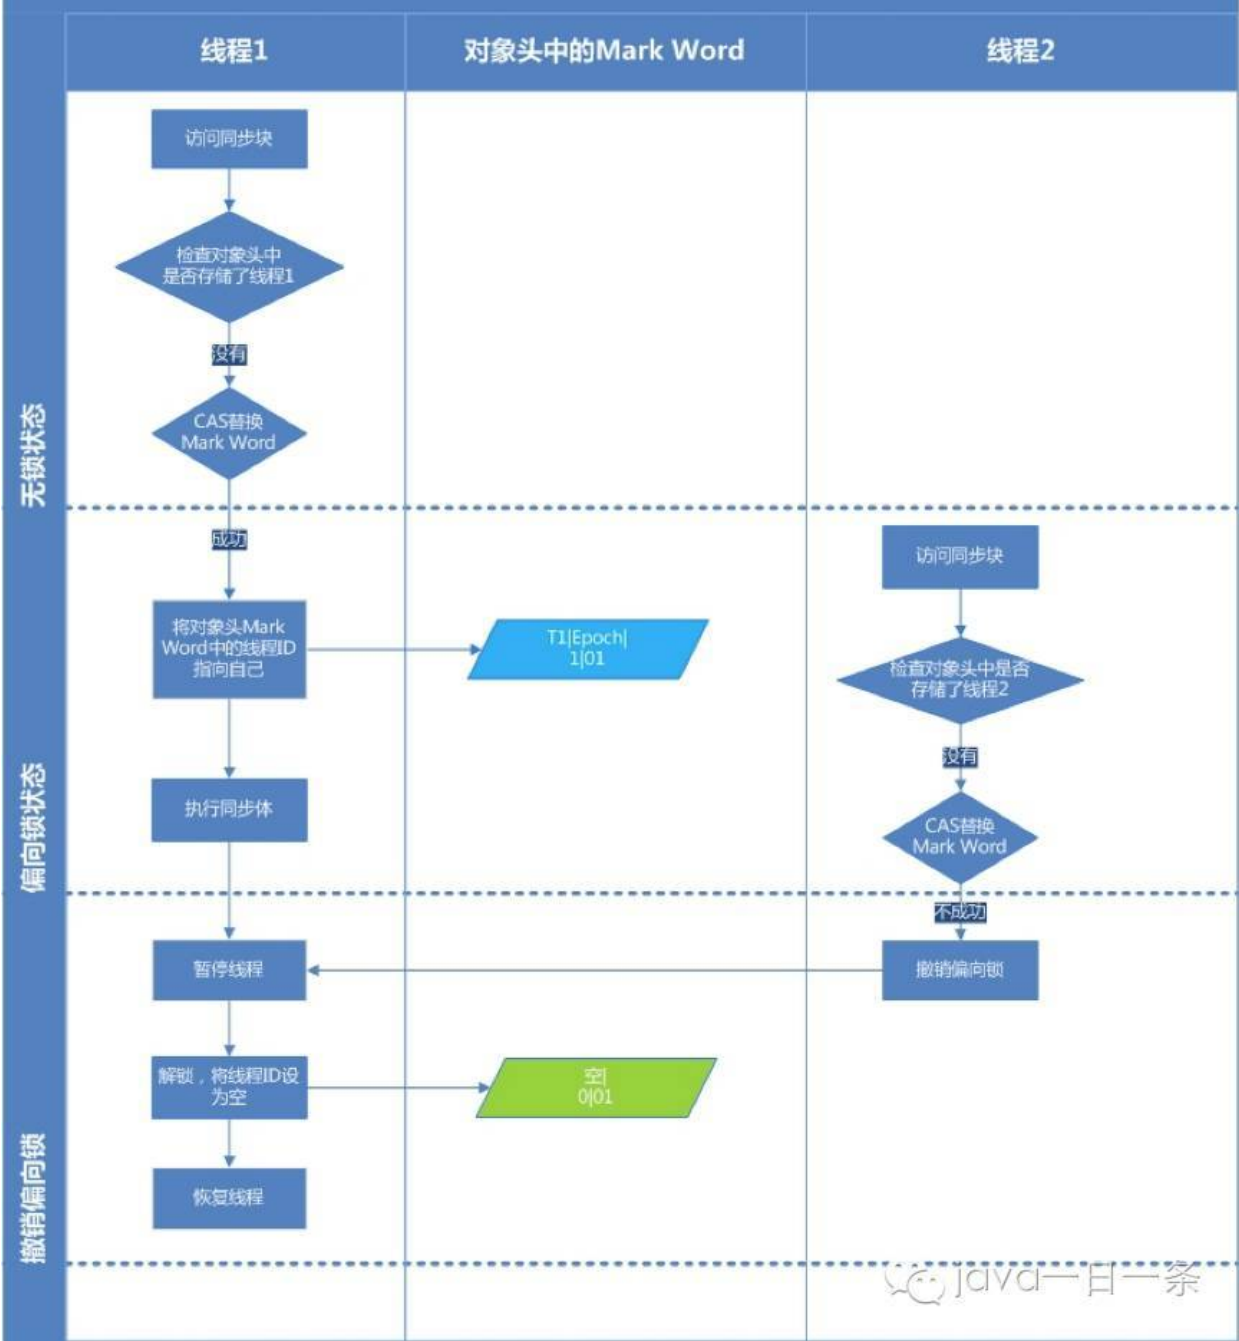 线程1
对象头中的Mark Word
线程2
无锁状态
访问同步块
检查对象头中
是否存储了线程1
没有
CAS替换
Mark Word
偏向锁状态
成功
将对象头Mark
Word中的线程ID
指向自己
T1|Epoch|
1|01
执行同步体
访问同步块
检查对象头中是否
存储了线程2
没有
CAS替换
Mark Word
撤销偏向锁
不成功
暂停线程
撤销偏向锁
解锁，将线程ID设
为空
空|
0|01
恢复线程
java一日一条